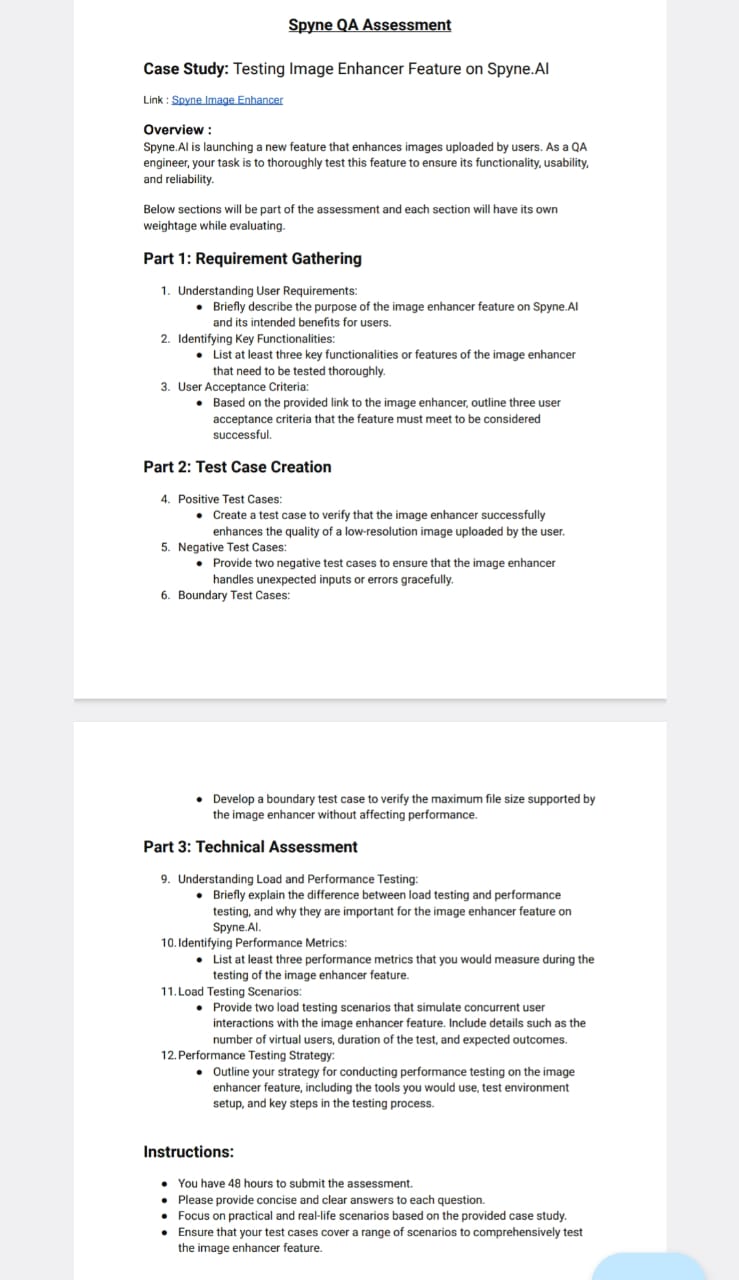 Spyne QA Assessment
Case Study: Testing Image Enhancer Feature on Spyne.AI
Link : Spyne Image Enhancer
Overview :
Spyne.AI is launching a new feature that enhances images uploaded by users. As a QA
engineer, your task is to thoroughly test this feature to ensure its functionality, usability,
and reliability.
Below sections will be part of the assessment and each section will have its own
weightage while evaluating.
Part 1: Requirement Gathering
1. Understanding User Requirements:
• Briefly describe the purpose of the image enhancer feature on Spyne.AI
and its intended benefits for users.
2. Identifying Key Functionalities:
• List at least three key functionalities or features of the image enhancer
that need to be tested thoroughly.
3. User Acceptance Criteria:
• Based on the provided link to the image enhancer, outline three user
acceptance criteria that the feature must meet to be considered
successful.
Part 2: Test Case Creation
4. Positive Test Cases:
• Create a test case to verify that the image enhancer successfully
enhances the quality of a low-resolution image uploaded by the user.
5. Negative Test Cases:
• Provide two negative test cases to ensure that the image enhancer
handles unexpected inputs or errors gracefully.
6. Boundary Test Cases:
• Develop a boundary test case to verify the maximum file size supported by
the image enhancer without affecting performance.
Part 3: Technical Assessment
9. Understanding Load and Performance Testing:
• Briefly explain the difference between load testing and performance
testing, and why they are important for the image enhancer feature on
Spyne.AI.
10. Identifying Performance Metrics:
• List at least three performance metrics that you would measure during the
testing of the image enhancer feature.
11. Load Testing Scenarios:
• Provide two load testing scenarios that simulate concurrent user
interactions with the image enhancer feature. Include details such as the
number of virtual users, duration of the test, and expected outcomes.
12. Performance Testing Strategy:
• Outline your strategy for conducting performance testing on the image
enhancer feature, including the tools you would use, test environment
setup, and key steps in the testing process.
Instructions:
• You have 48 hours to submit the assessment.
• Please provide concise and clear answers to each question.
• Focus on practical and real-life scenarios based on the provided case study.
• Ensure that your test cases cover a range of scenarios to comprehensively test
the image enhancer feature.